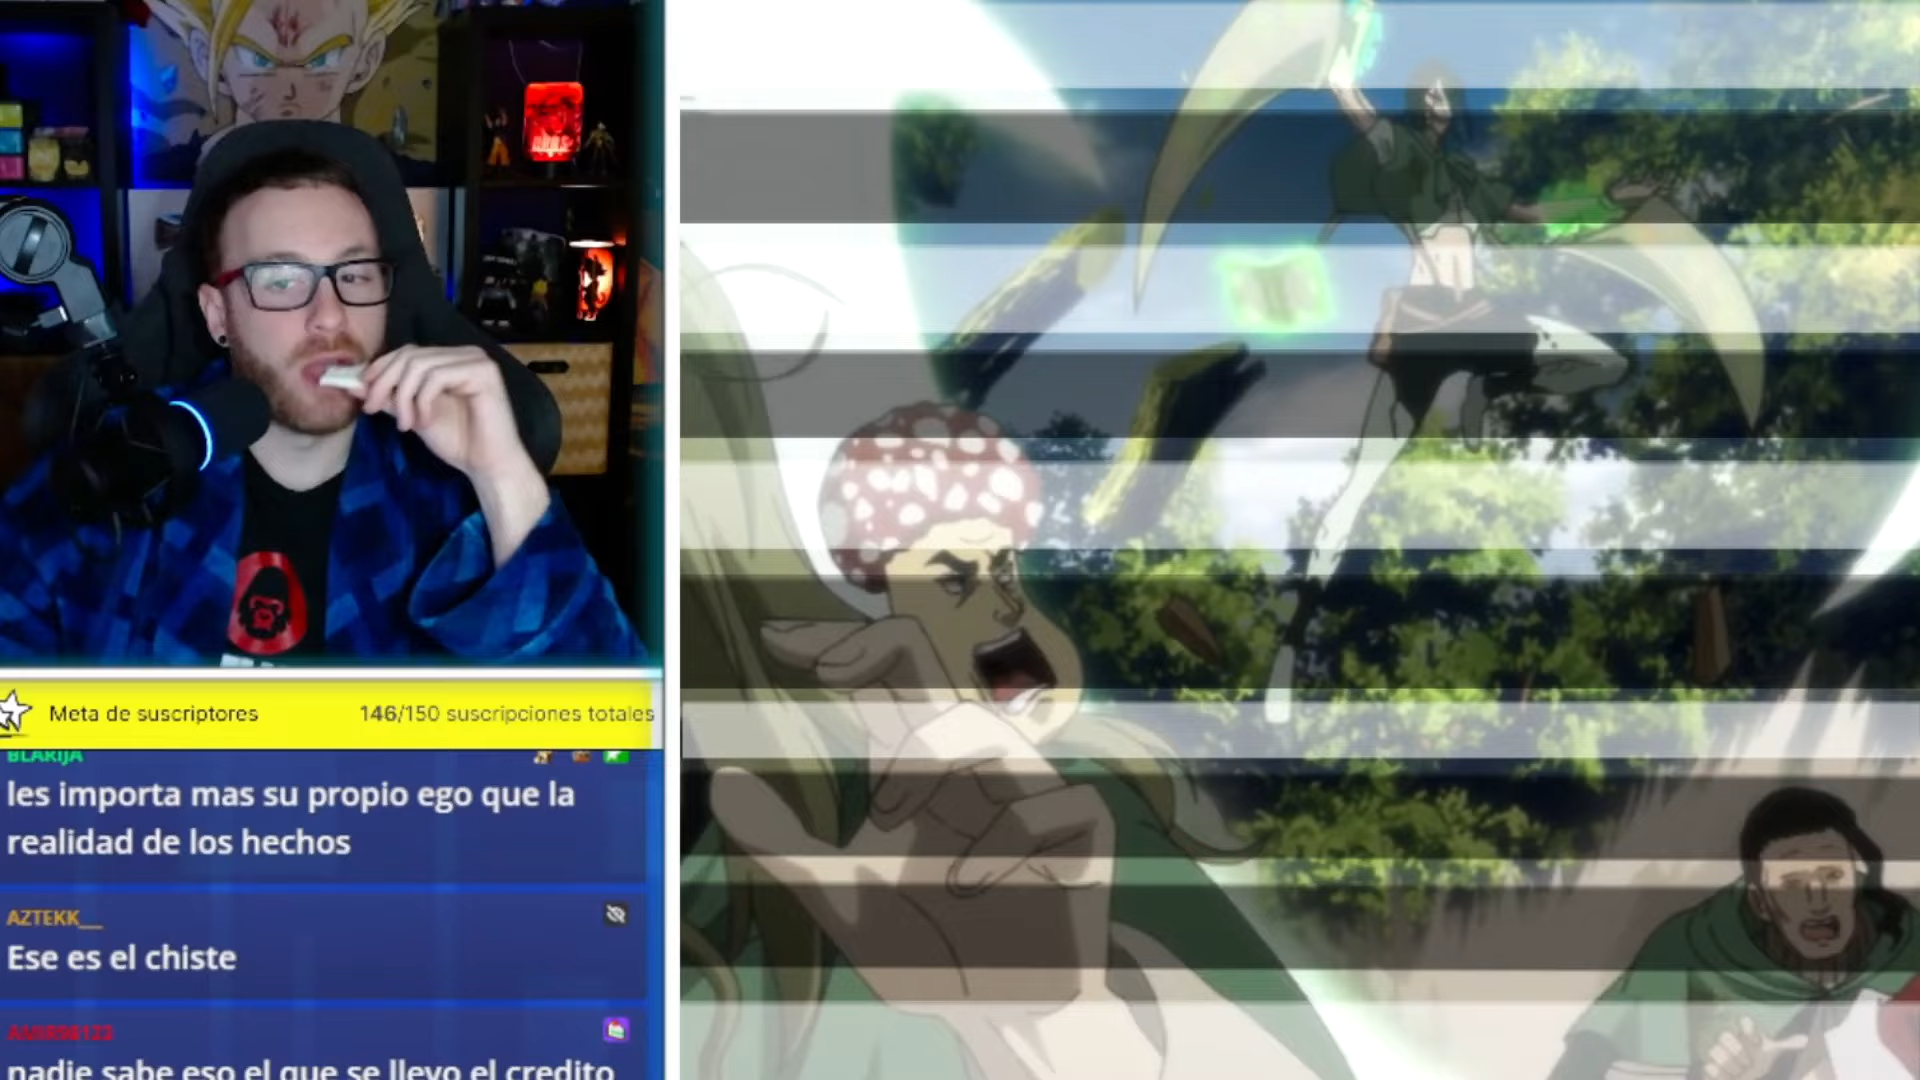 Meta de suscriptores 146/150 suscripciones totales
BLARIJA
les importa mas su propio ego que la
realidad de los hechos
AZTEKK__
Ese es el chiste
nadie sabe eso el que se llevo el credito